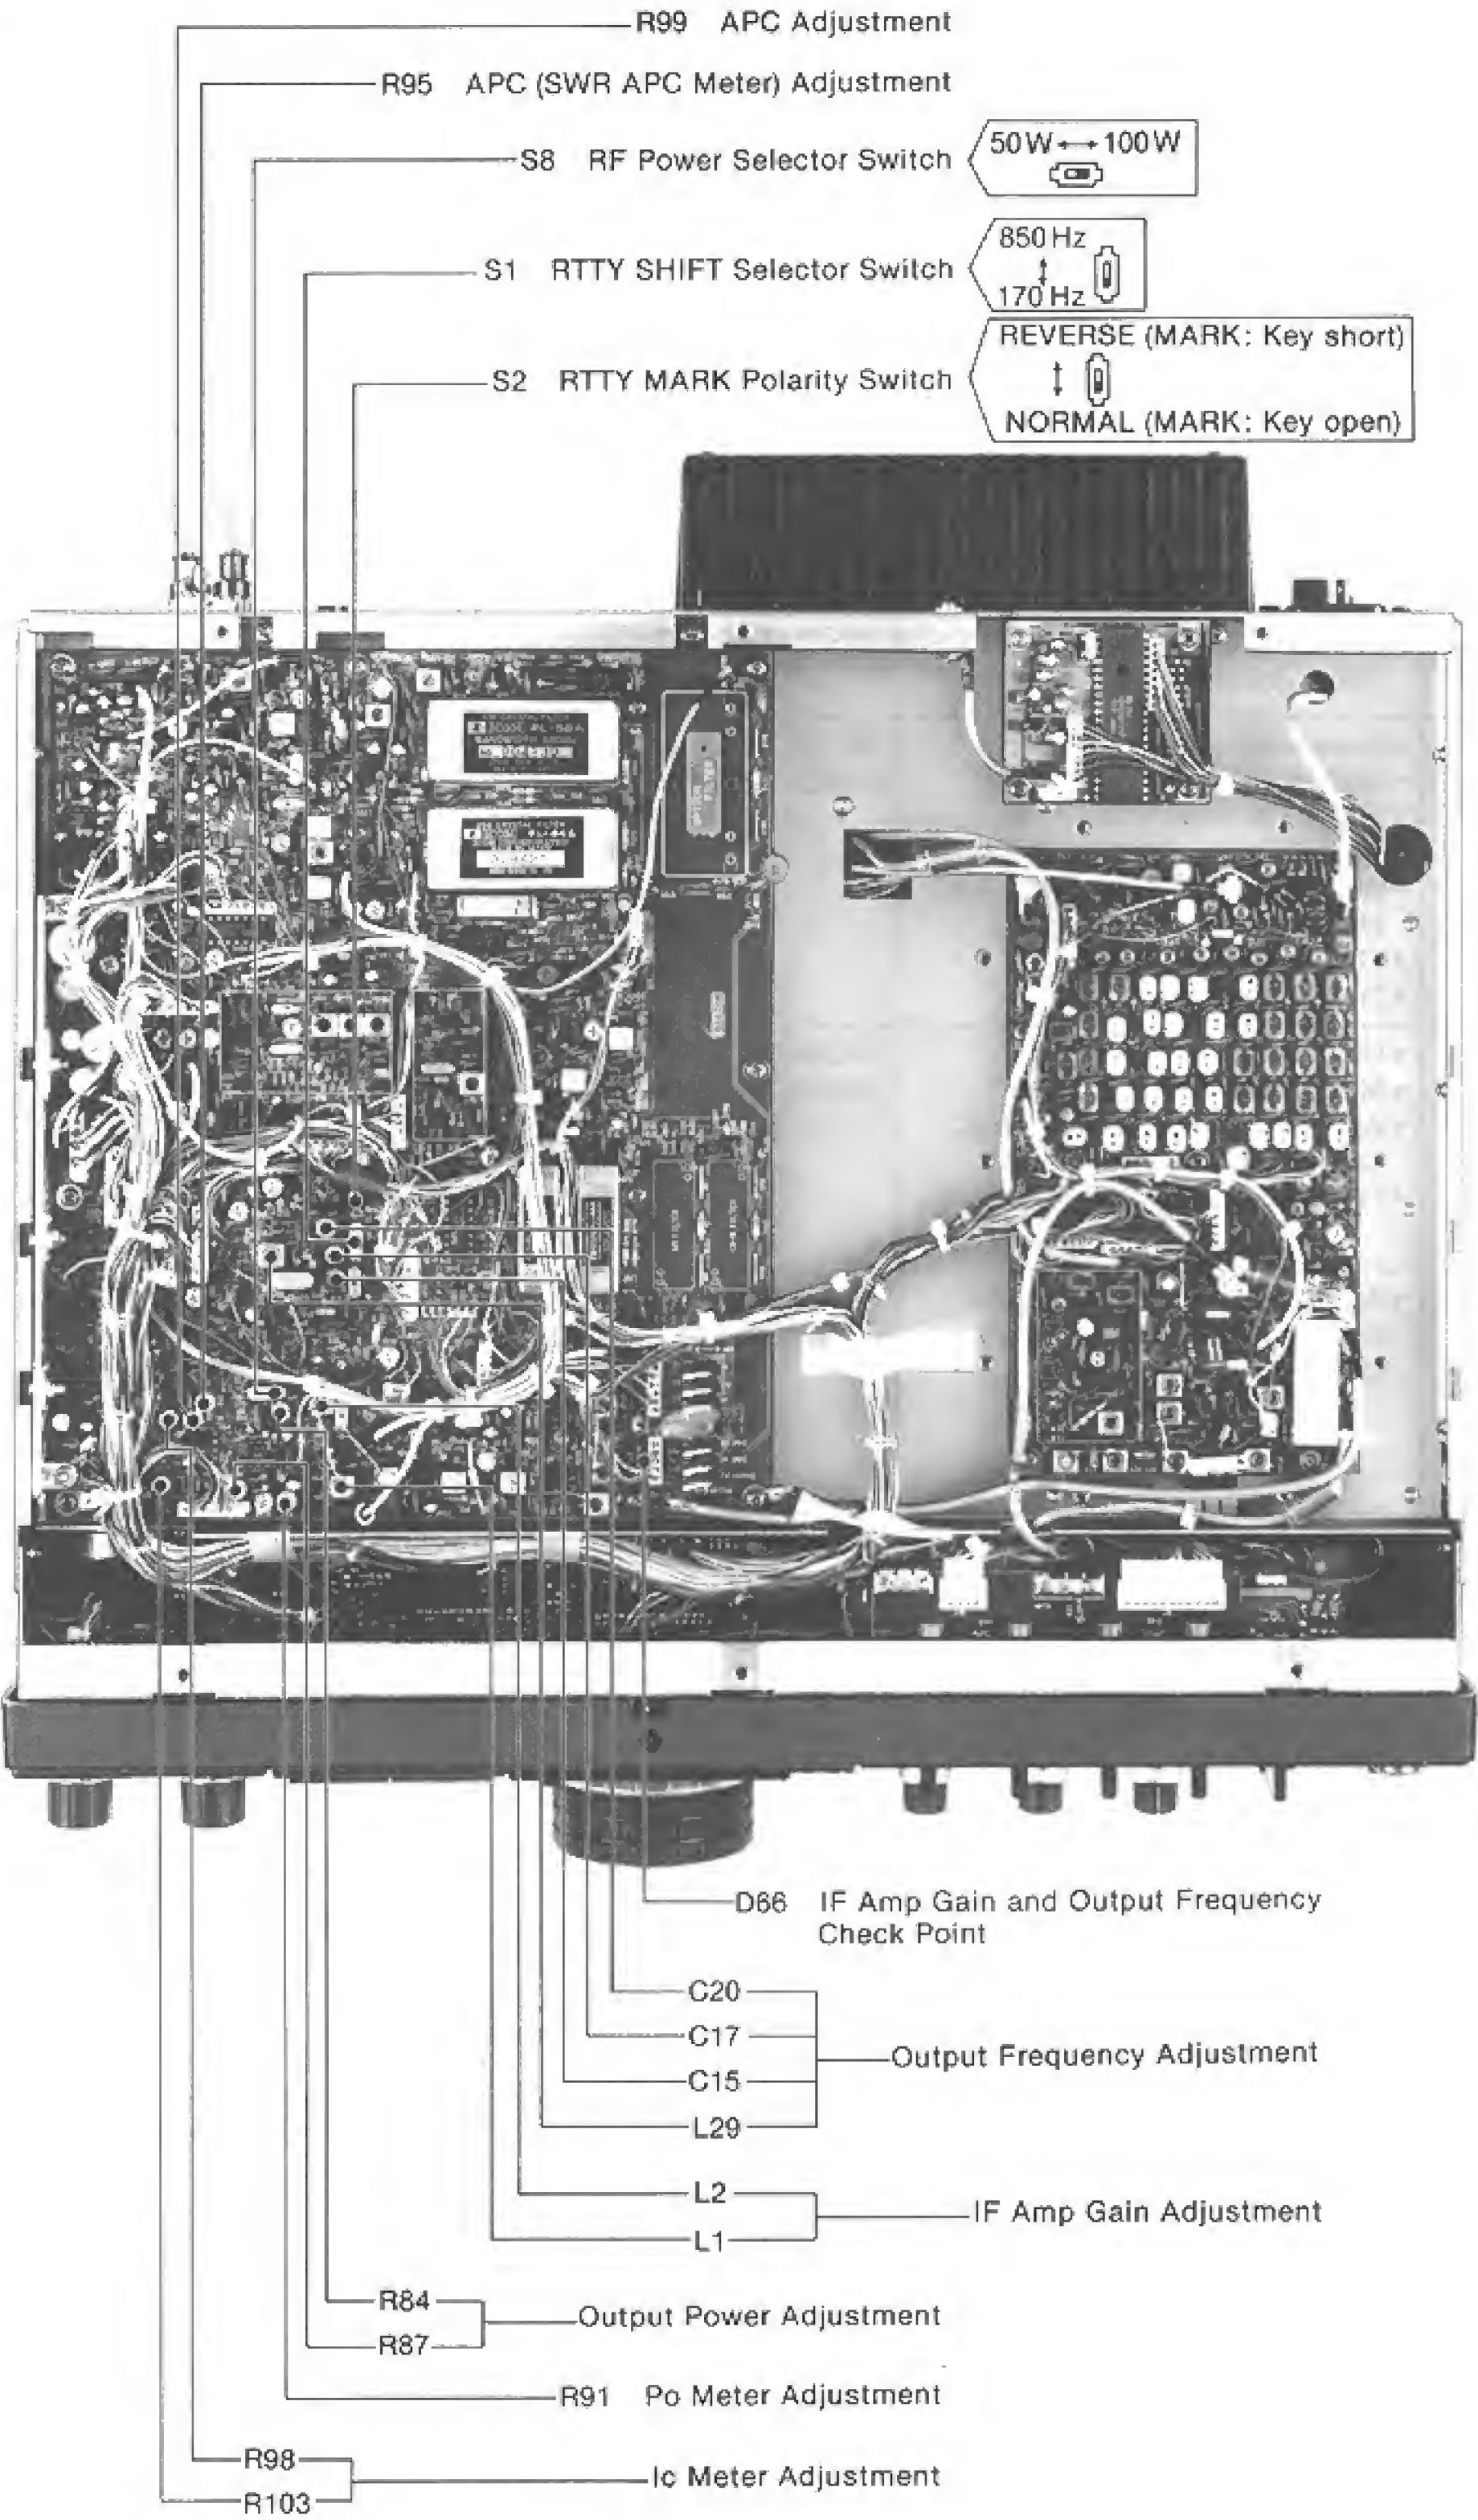 R99 APC Adjustment
R95 APC (SWR APC Meter) Adjustment
S8 RF Power Selector Switch
50W ↔ 100W
S1 RTTY SHIFT Selector Switch
850 Hz
↕
170 Hz
S2 RTTY MARK Polarity Switch
REVERSE (MARK: Key short)
↕
NORMAL (MARK: Key open)
D66 IF Amp Gain and Output Frequency
Check Point
C20
C17
C15
L29
Output Frequency Adjustment
L2
L1
IF Amp Gain Adjustment
R84
R87
Output Power Adjustment
R91 Po Meter Adjustment
R98
R103
Ic Meter Adjustment